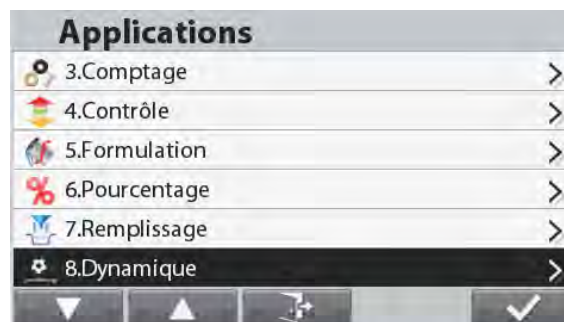 Applications
3.Comptage
4.Contrôle
5.Formulation
6.Pourcentage
7.Remplissage
8.Dynamique